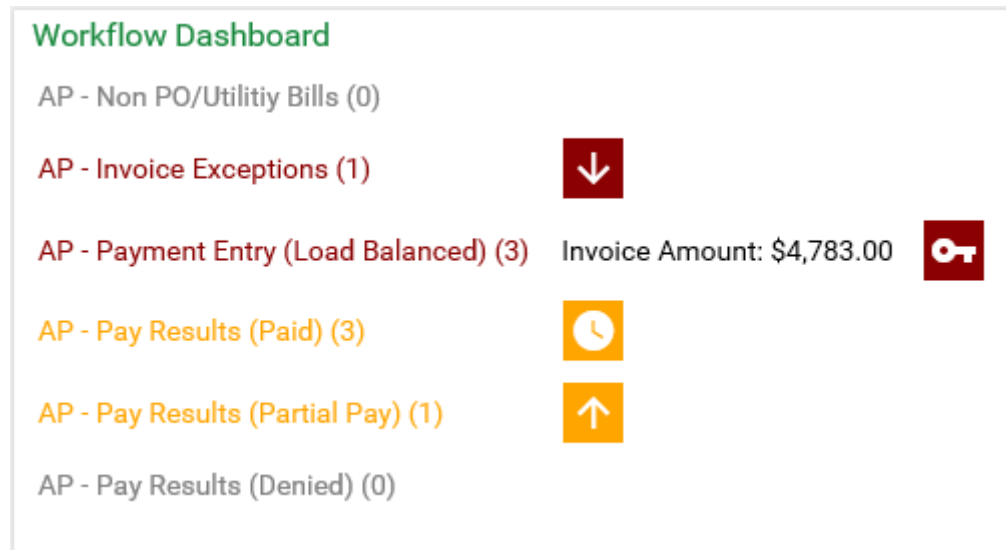 Workflow Dashboard
AP - Non PO/Utilitiy Bills (0)
AP - Invoice Exceptions (1)
AP - Payment Entry (Load Balanced) (3) Invoice Amount: $4,783.00
AP - Pay Results (Paid) (3)
AP - Pay Results (Partial Pay) (1)
AP - Pay Results (Denied) (0)